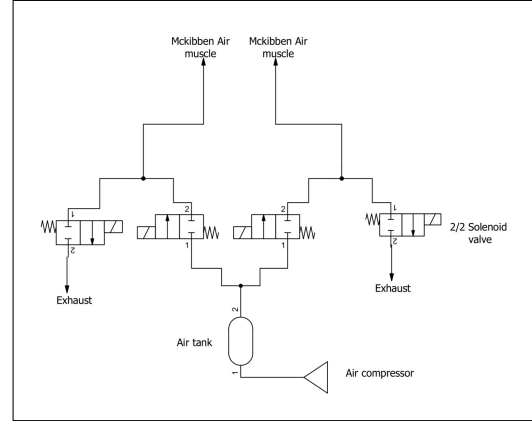 Mckibben Air
muscle
Mckibben Air
muscle
1
2
2
1
2
1
1
2
2/2 Solenoid
valve
Exhaust
Exhaust
2
Air tank
1
Air compressor